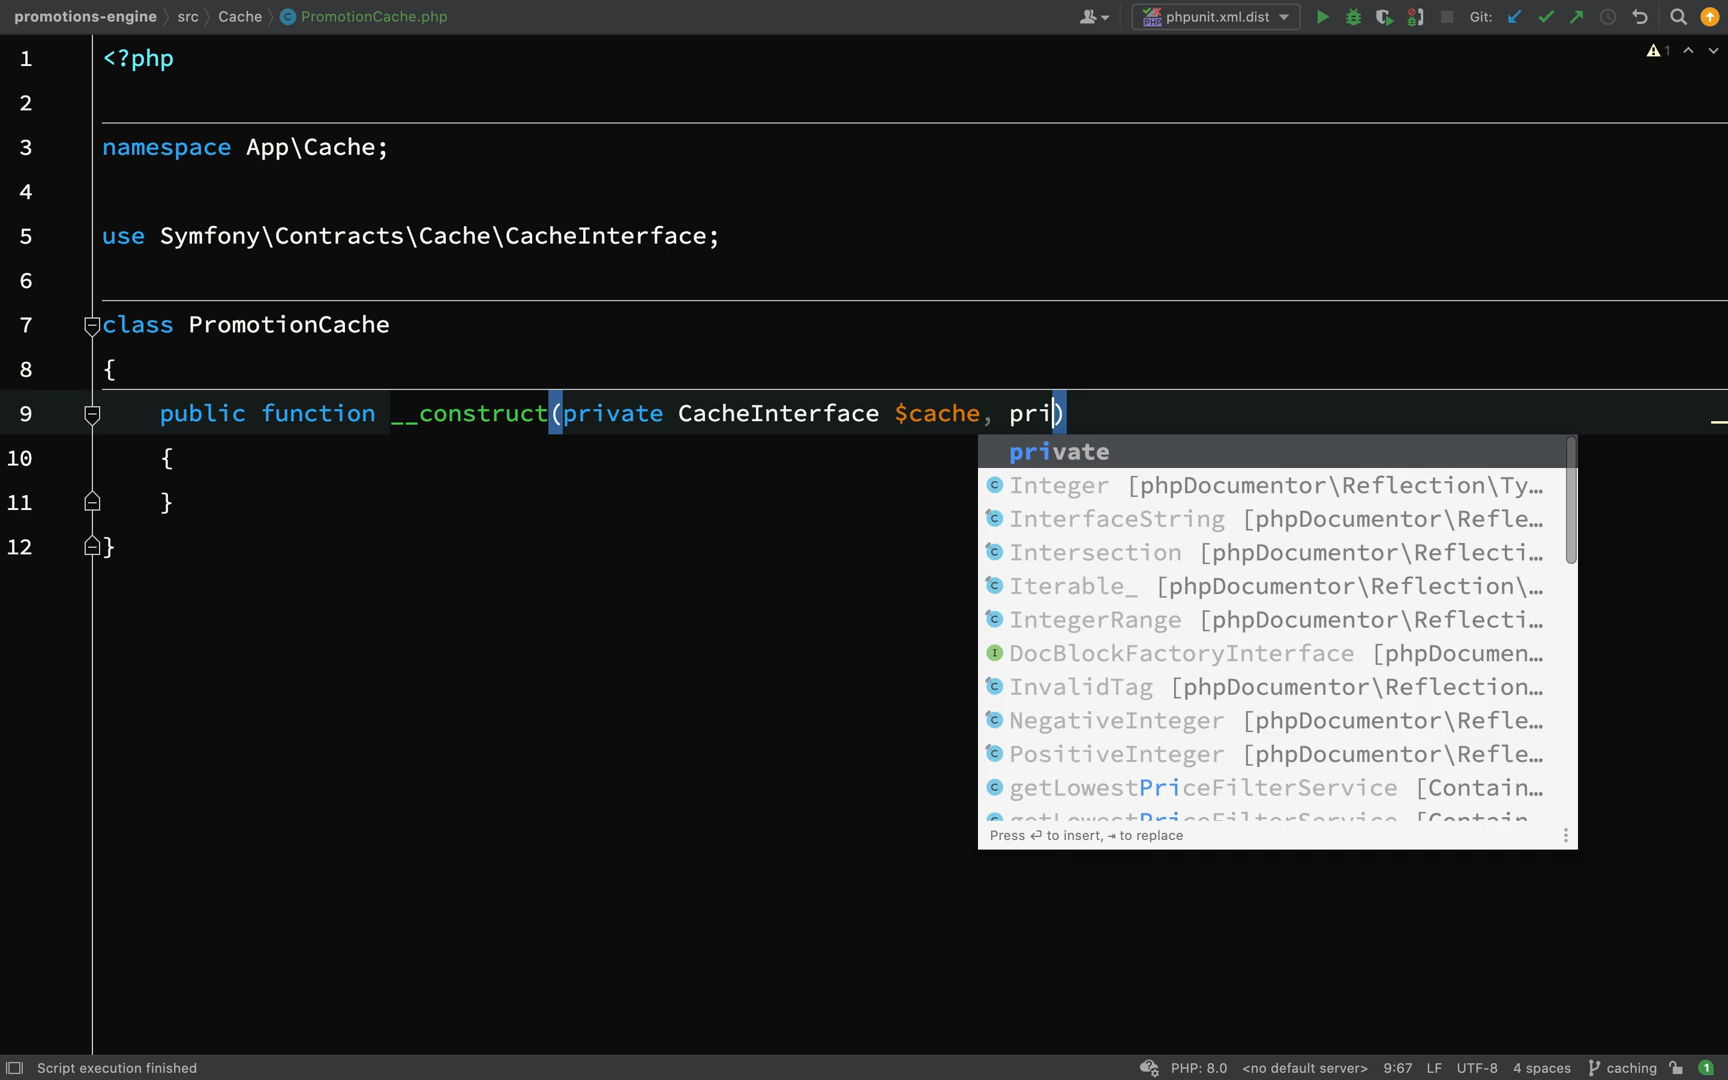 promotions-engine src Cache PromotionCache.php phpunit.xml.dist Git:
1 <?php 1
2
3 namespace App\Cache;
4
5 use Symfony\Contracts\Cache\CacheInterface;
6
7 class PromotionCache
8 {
9 public function __construct(private CacheInterface $cache, pri)
10 {
11 }
12 }
private
Integer [phpDocumentor\Reflection\Ty…
InterfaceString [phpDocumentor\Refle…
Intersection [phpDocumentor\Reflecti…
Iterable_ [phpDocumentor\Reflection\…
IntegerRange [phpDocumentor\Reflecti…
DocBlockFactoryInterface [phpDocumen…
InvalidTag [phpDocumentor\Reflection…
NegativeInteger [phpDocumentor\Refle…
PositiveInteger [phpDocumentor\Refle…
getLowestPriceFilterService [Contain…
getLowestPriceFilterService [Contain
Press ⏎ to insert, ⇥ to replace
Script execution finished PHP: 8.0 <no default server> 9:67 LF UTF-8 4 spaces caching 1